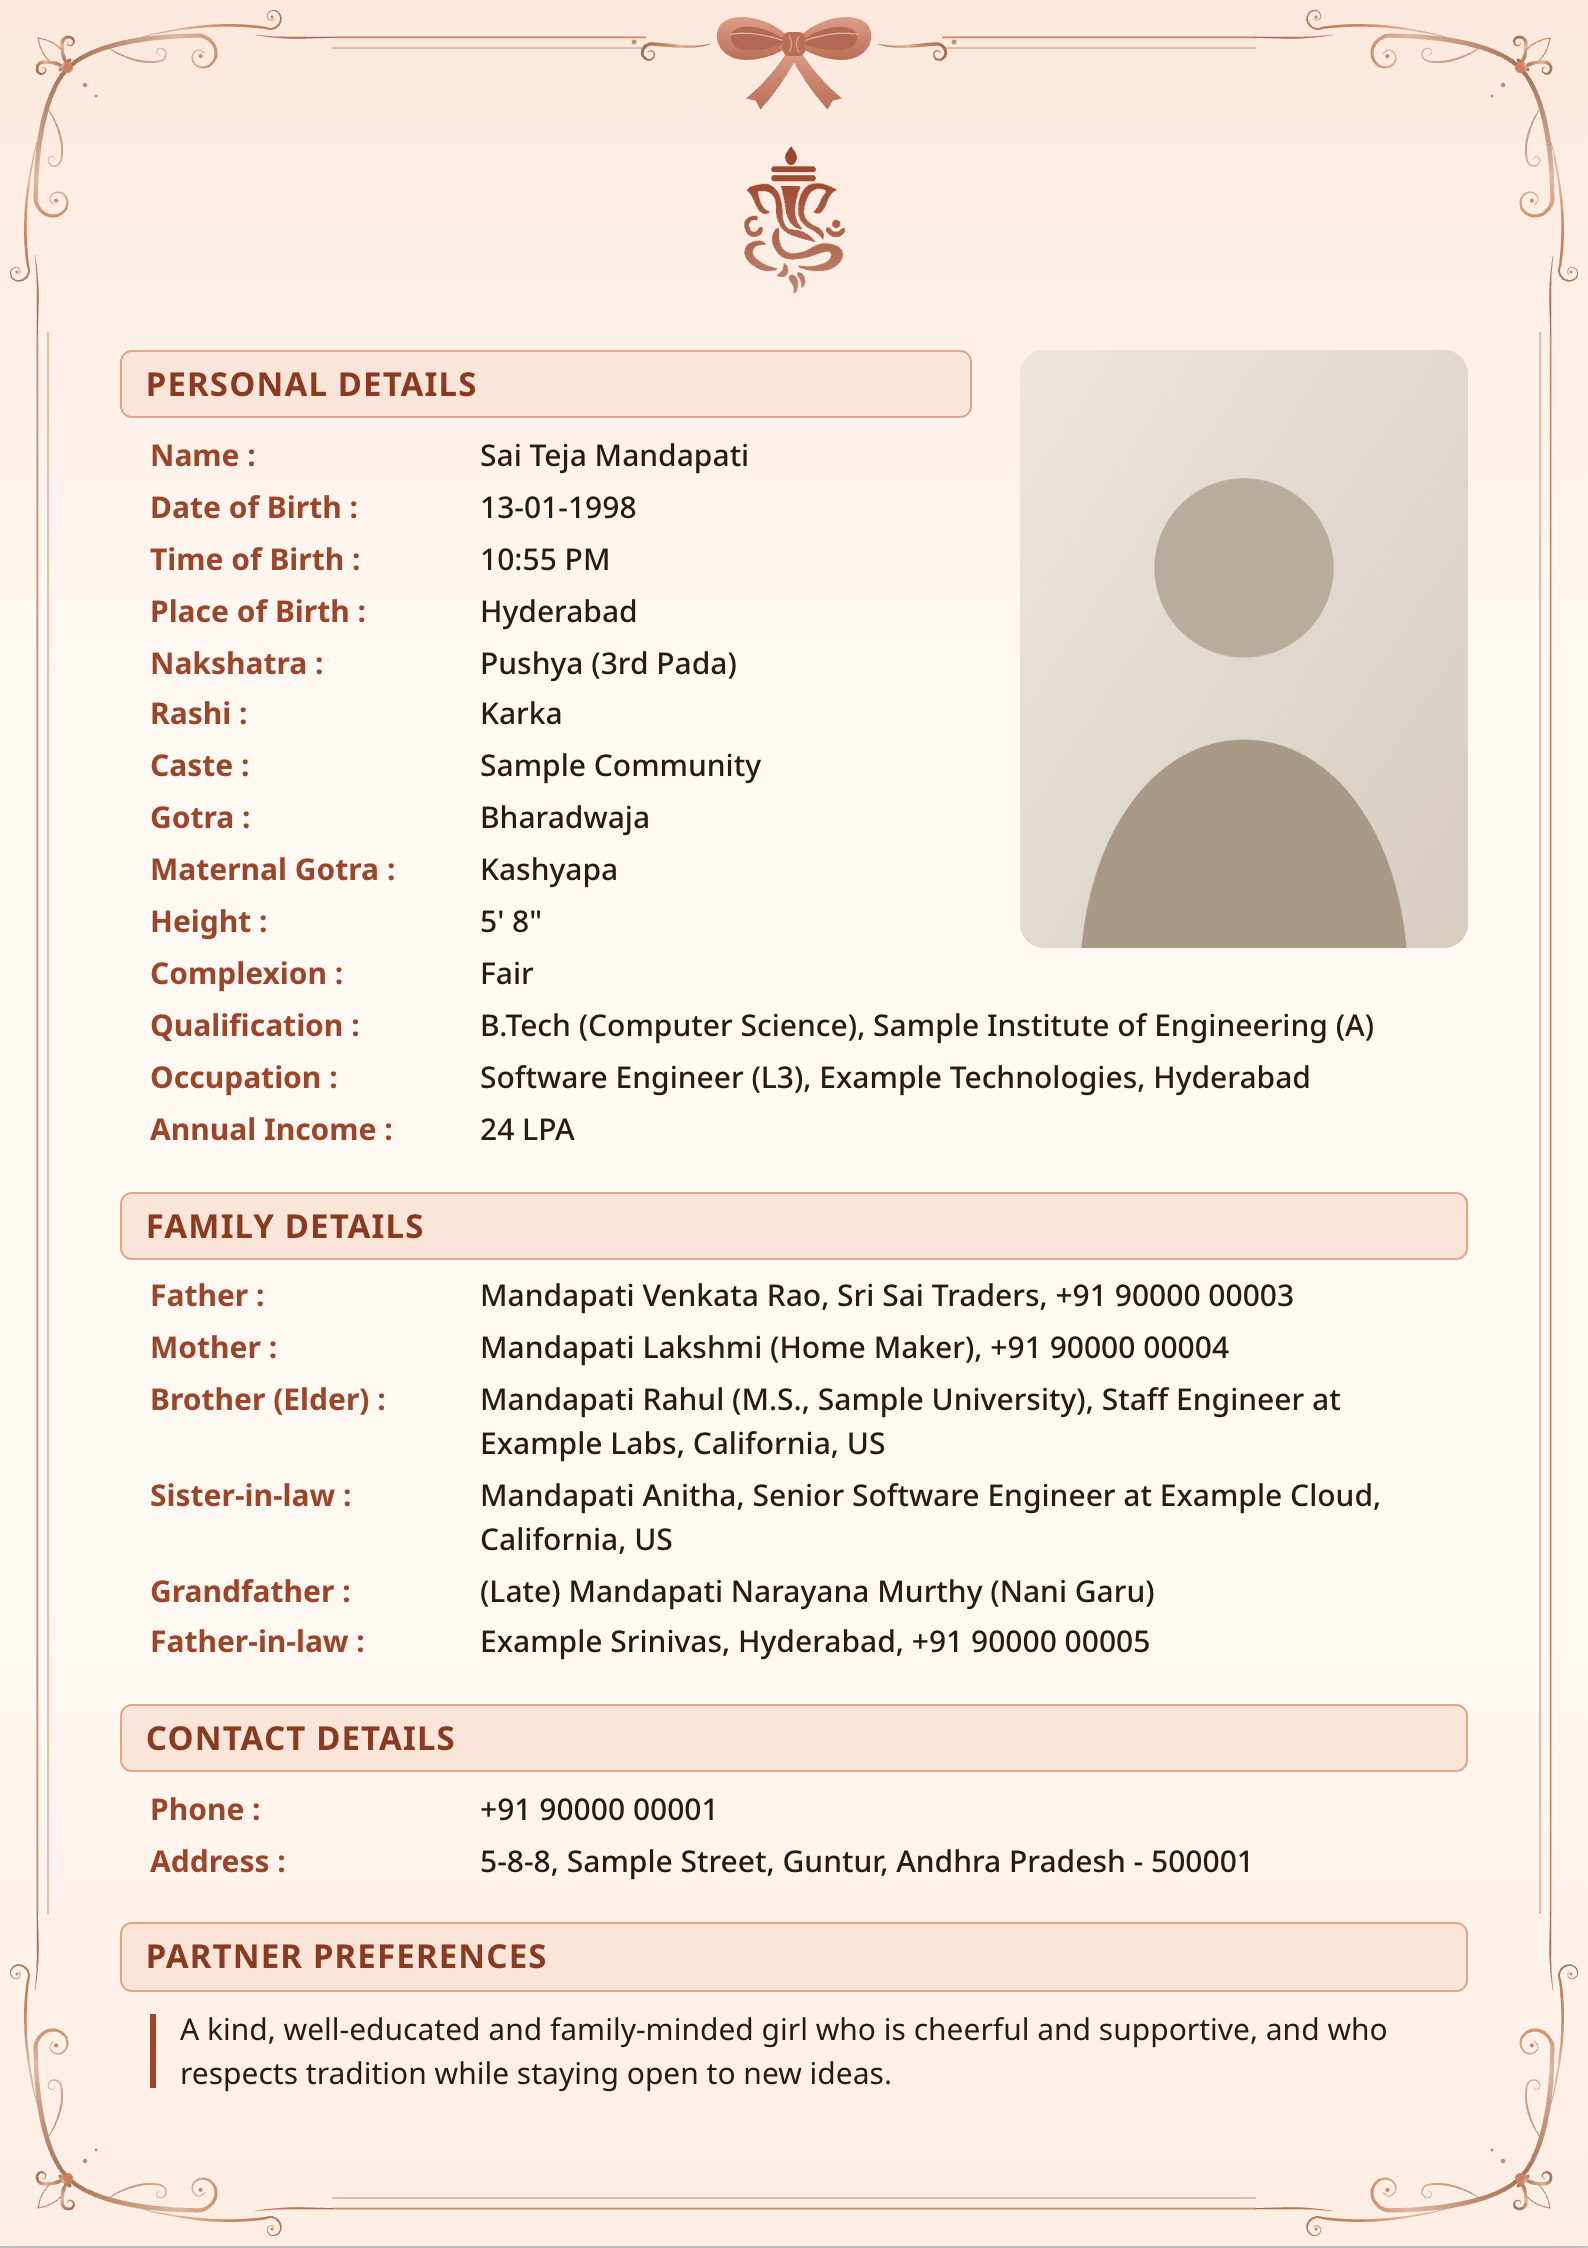 PERSONAL DETAILS
Name : Sai Teja Mandapati
Date of Birth : 13-01-1998
Time of Birth : 10:55 PM
Place of Birth : Hyderabad
Nakshatra : Pushya (3rd Pada)
Rashi : Karka
Caste : Sample Community
Gotra : Bharadwaja
Maternal Gotra : Kashyapa
Height : 5' 8"
Complexion : Fair
Qualification : B.Tech (Computer Science), Sample Institute of Engineering (A)
Occupation : Software Engineer (L3), Example Technologies, Hyderabad
Annual Income : 24 LPA
FAMILY DETAILS
Father : Mandapati Venkata Rao, Sri Sai Traders, +91 90000 00003
Mother : Mandapati Lakshmi (Home Maker), +91 90000 00004
Brother (Elder) : Mandapati Rahul (M.S., Sample University), Staff Engineer at
Example Labs, California, US
Sister-in-law : Mandapati Anitha, Senior Software Engineer at Example Cloud,
California, US
Grandfather : (Late) Mandapati Narayana Murthy (Nani Garu)
Father-in-law : Example Srinivas, Hyderabad, +91 90000 00005
CONTACT DETAILS
Phone : +91 90000 00001
Address : 5-8-8, Sample Street, Guntur, Andhra Pradesh - 500001
PARTNER PREFERENCES
A kind, well-educated and family-minded girl who is cheerful and supportive, and who
respects tradition while staying open to new ideas.